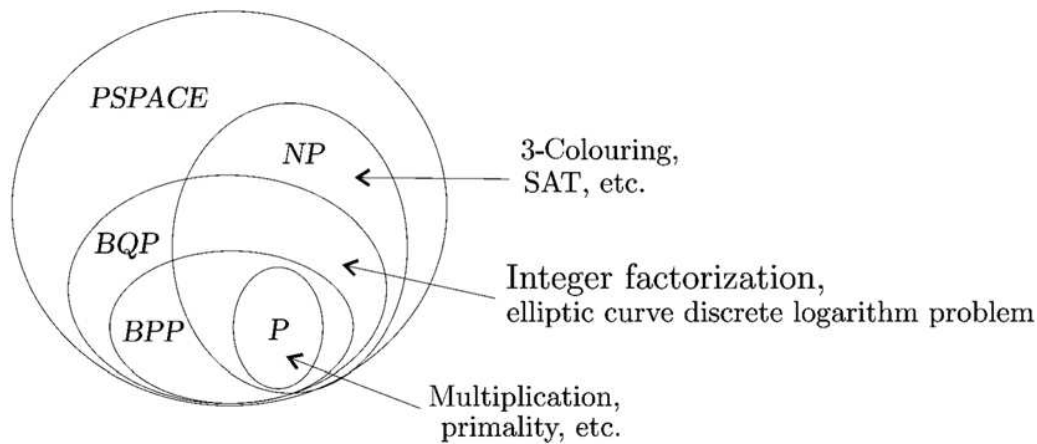 PSPACE
NP
3-Colouring,
SAT, etc.
BQP
Integer factorization,
elliptic curve discrete logarithm problem
BPP
P
Multiplication,
primality, etc.